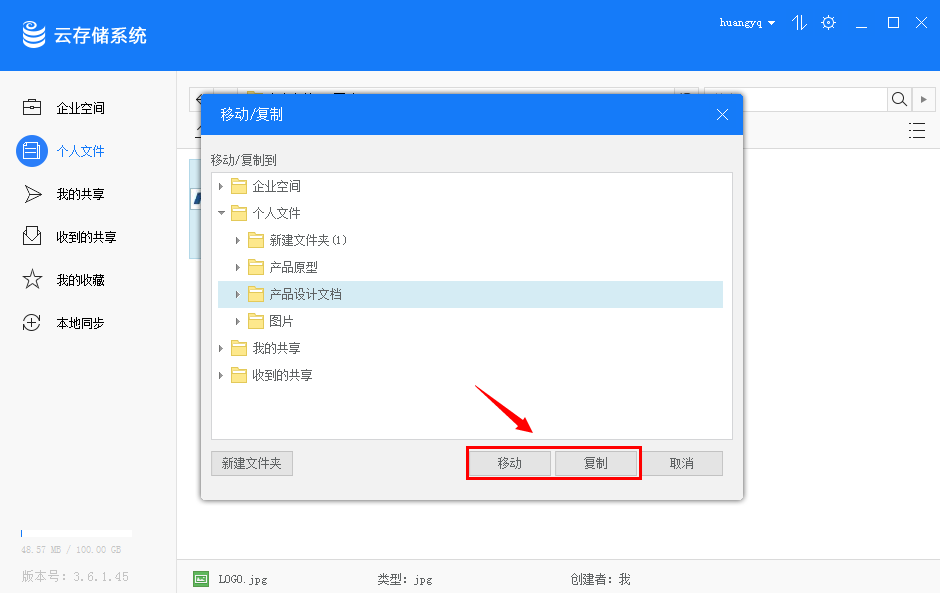 云存储系统
huangyq
企业空间
个人文件
我的共享
收到的共享
我的收藏
本地同步
移动/复制
移动/复制到
企业空间
个人文件
新建文件夹(1)
产品原型
产品设计文档
图片
我的共享
收到的共享
新建文件夹
移动
复制
取消
48.57 MB / 100.00 GB
版本号: 3.6.1.45
LOGO.jpg
类型: jpg
创建者: 我